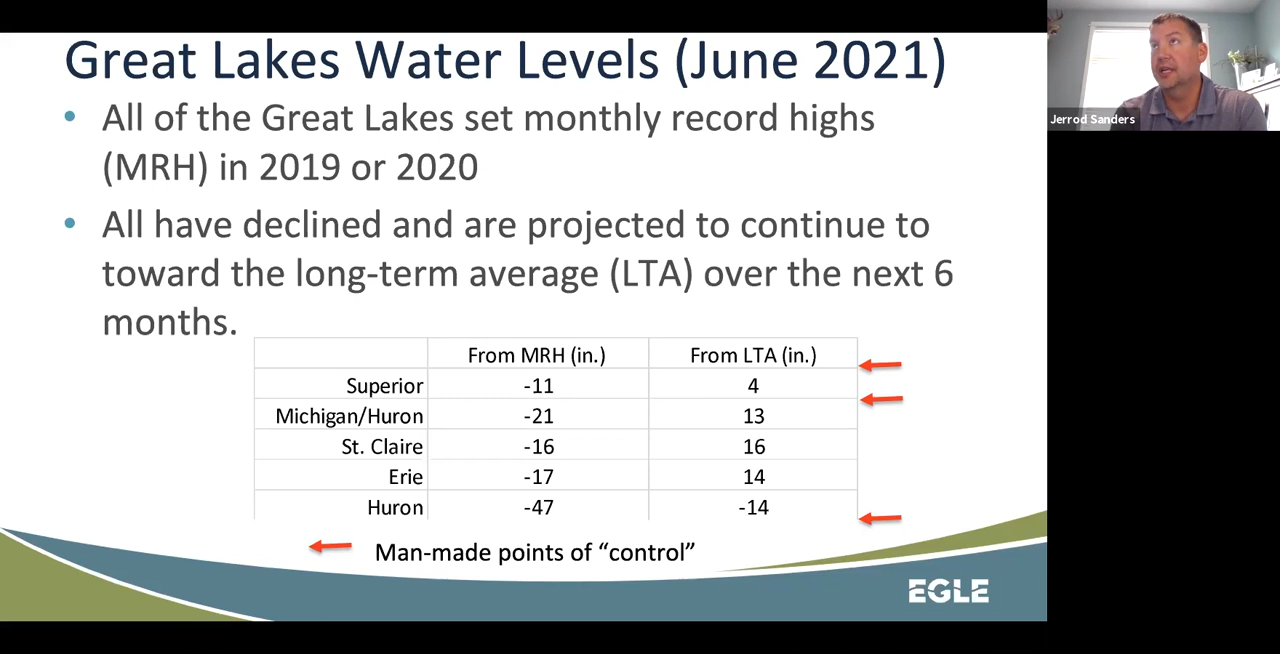 Great Lakes Water Levels (June 2021)
• All of the Great Lakes set monthly record highs
(MRH) in 2019 or 2020
• All have declined and are projected to continue to
toward the long-term average (LTA) over the next 6
months.
From MRH (in.) From LTA (in.)
Superior -11 4
Michigan/Huron -21 13
St. Claire -16 16
Erie -17 14
Huron -47 -14
Man-made points of “control”
EGLE
Jerrod Sanders